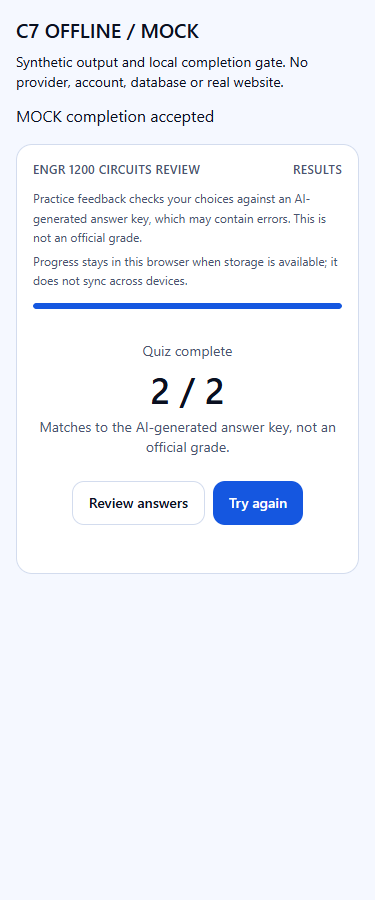 C7 OFFLINE / MOCK
Synthetic output and local completion gate. No
provider, account, database or real website.
MOCK completion accepted
ENGR 1200 CIRCUITS REVIEW
RESULTS
Practice feedback checks your choices against an AI-
generated answer key, which may contain errors. This is
not an official grade.
Progress stays in this browser when storage is available; it
does not sync across devices.
Quiz complete
2 / 2
Matches to the AI-generated answer key, not an
official grade.
Review answers
Try again